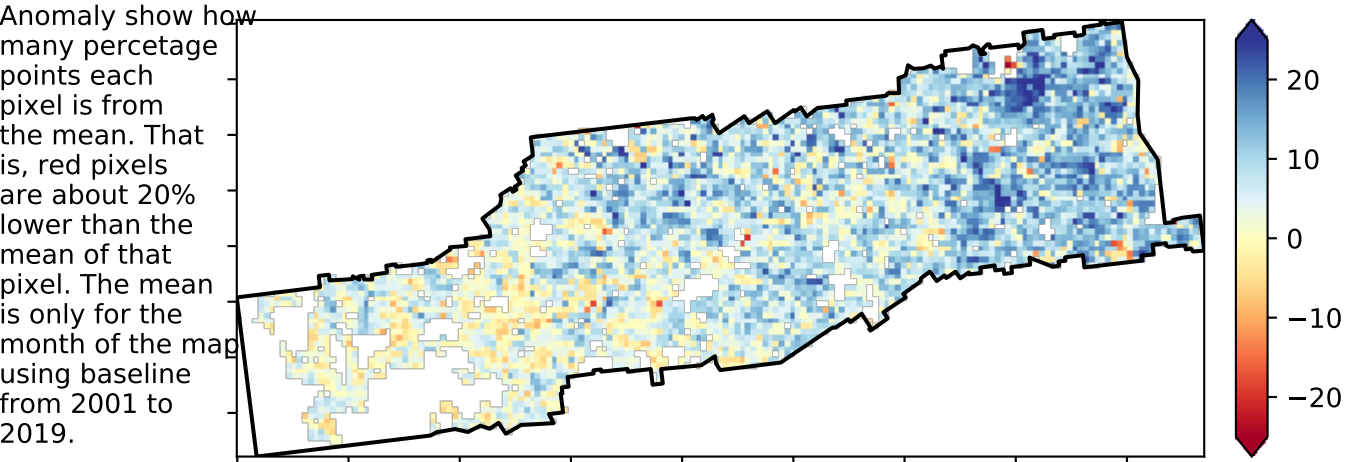 Anomaly show how
many percetage
points each
pixel is from
the mean. That
is, red pixels
are about 20%
lower than the
mean of that
pixel. The mean
is only for the
month of the map
using baseline
from 2001 to
2019.
20
10
0
−10
−20